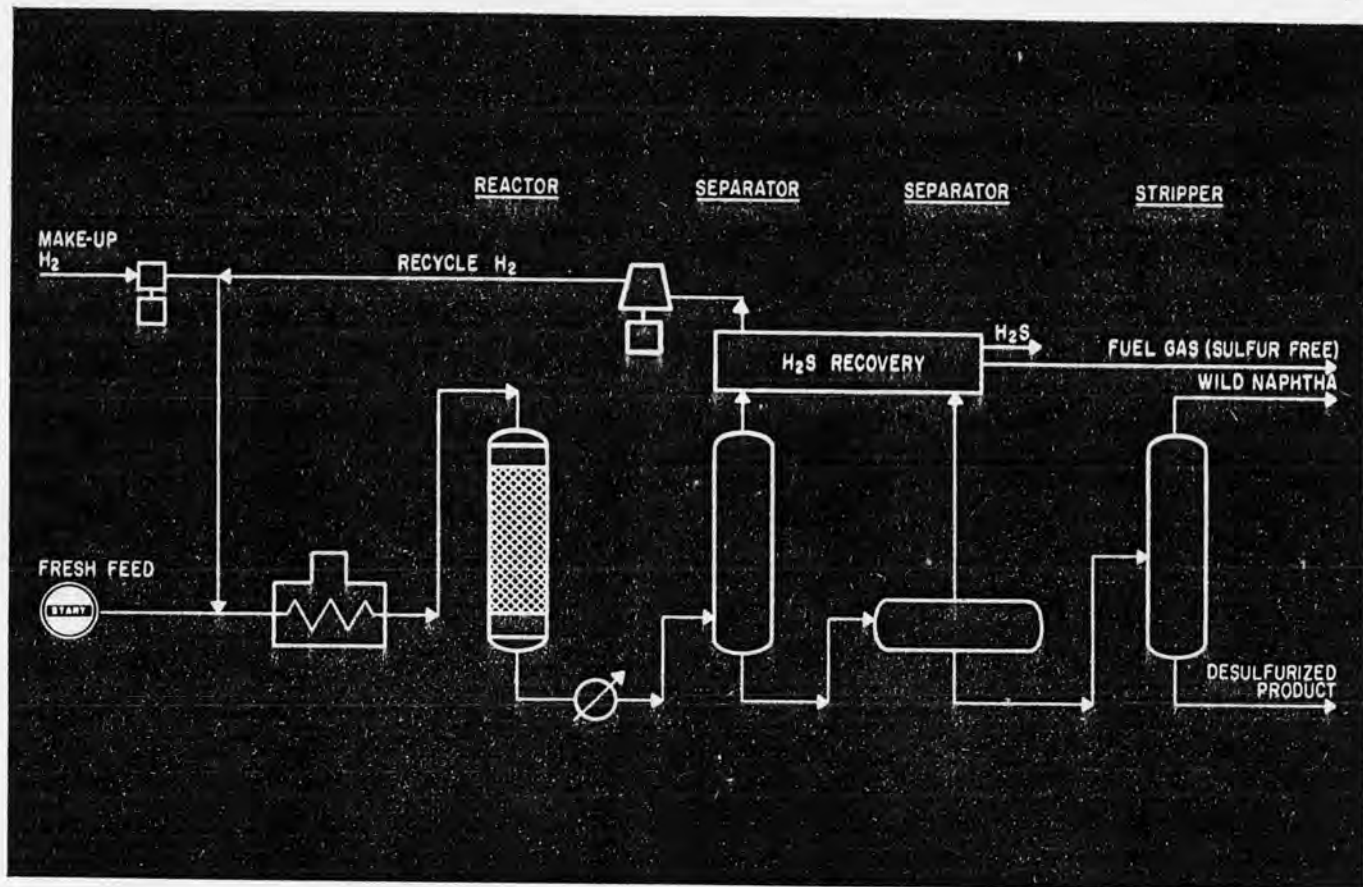 REACTOR
SEPARATOR
SEPARATOR
STRIPPER
MAKE-UP
H₂
RECYCLE H₂
H₂S RECOVERY
H₂S
FUEL GAS (SULFUR FREE)
WILD NAPHTHA
FRESH FEED
START
DESULFURIZED
PRODUCT